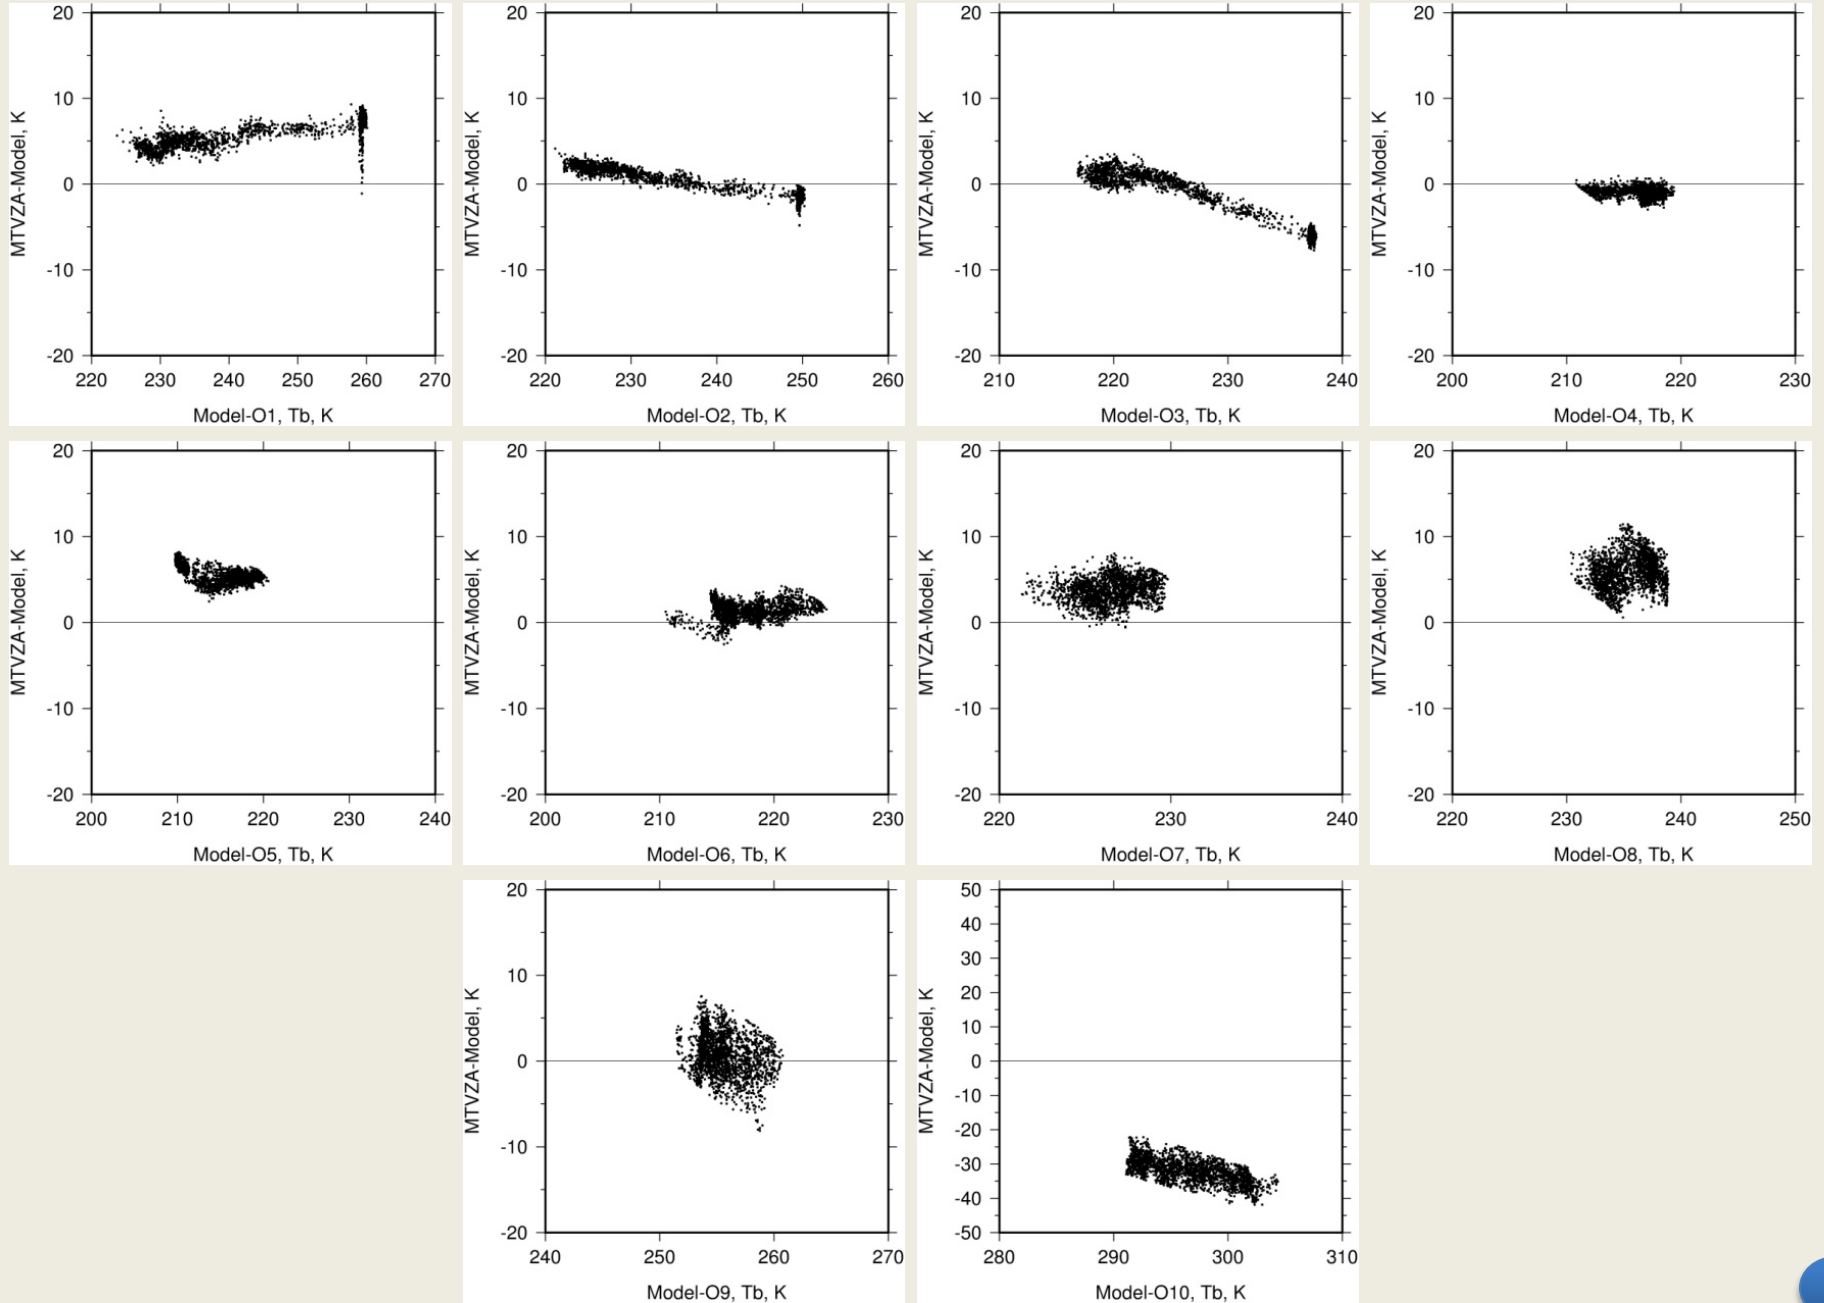 20
10
0
-10
-20
MTVZA-Model, K
220 230 240 250 260 270
Model-O1, Tb, K
20
10
0
-10
-20
MTVZA-Model, K
220 230 240 250 260
Model-O2, Tb, K
20
10
0
-10
-20
MTVZA-Model, K
210 220 230 240
Model-O3, Tb, K
20
10
0
-10
-20
MTVZA-Model, K
200 210 220 230
Model-O4, Tb, K
20
10
0
-10
-20
MTVZA-Model, K
200 210 220 230 240
Model-O5, Tb, K
20
10
0
-10
-20
MTVZA-Model, K
200 210 220 230
Model-O6, Tb, K
20
10
0
-10
-20
MTVZA-Model, K
220 230 240
Model-O7, Tb, K
20
10
0
-10
-20
MTVZA-Model, K
220 230 240 250
Model-O8, Tb, K
20
10
0
-10
-20
MTVZA-Model, K
240 250 260 270
Model-O9, Tb, K
50
40
30
20
10
0
-10
-20
-30
-40
-50
MTVZA-Model, K
280 290 300 310
Model-O10, Tb, K